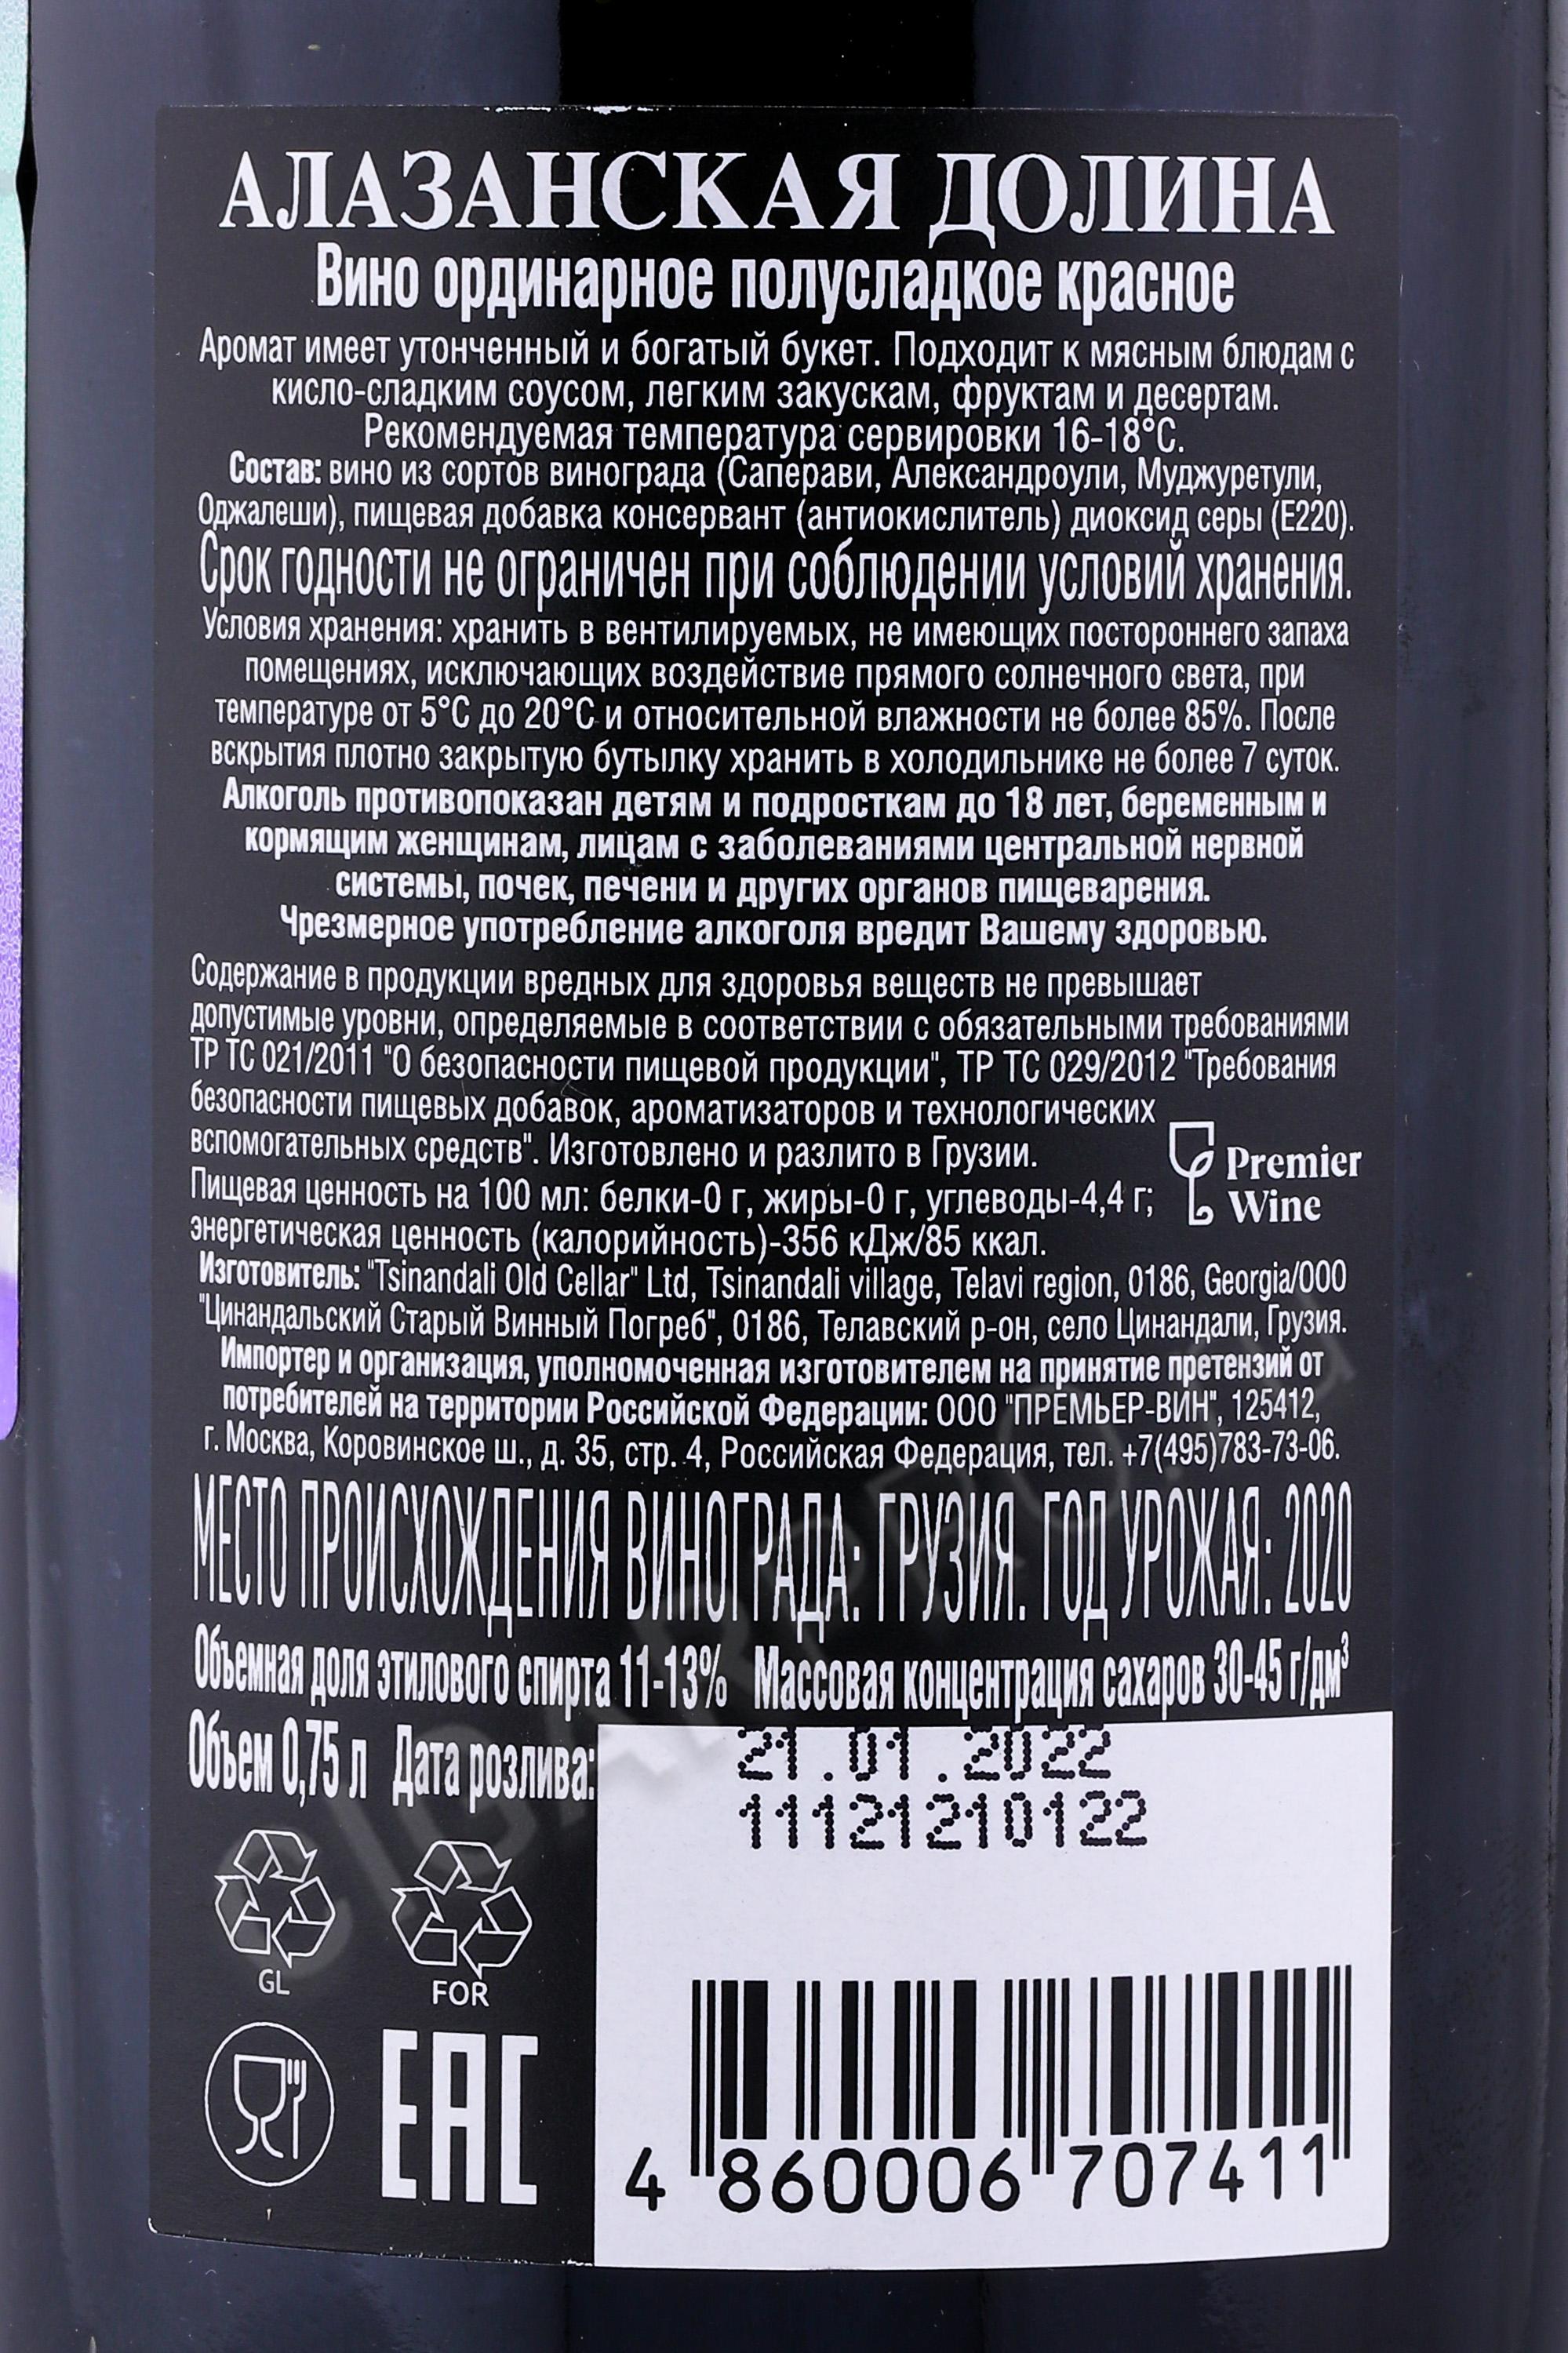 АЛАЗАНСКАЯ ДОЛИНА
Вино ординарное полусладкое красное
Аромат имеет утонченный и богатый букет. Подходит к мясным блюдам с
кисло-сладким соусом, легким закускам, фруктам и десертам.
Рекомендуемая температура сервировки 16-18°С.
Состав: вино из сортов винограда (Саперави, Александроули, Муджуретули,
Оджалеши), пищевая добавка консервант (антиокислитель) диоксид серы (Е220).
Срок годности не ограничен при соблюдении условий хранения.
Условия хранения: хранить в вентилируемых, не имеющих постороннего запаха
помещениях, исключающих воздействие прямого солнечного света, при
температуре от 5°С до 20°С и относительной влажности не более 85%. После
вскрытия плотно закрытую бутылку хранить в холодильнике не более 7 суток.
Алкоголь противопоказан детям и подросткам до 18 лет, беременным и
кормящим женщинам, лицам с заболеваниями центральной нервной
системы, почек, печени и других органов пищеварения.
Чрезмерное употребление алкоголя вредит Вашему здоровью.
Содержание в продукции вредных для здоровья веществ не превышает
допустимые уровни, определяемые в соответствии с обязательными требованиями
ТР ТС 021/2011 "О безопасности пищевой продукции", ТР ТС 029/2012 "Требования
безопасности пищевых добавок, ароматизаторов и технологических
вспомогательных средств". Изготовлено и разлито в Грузии.
Premier
Wine
Пищевая ценность на 100 мл: белки-0 г, жиры-0 г, углеводы-4,4 г;
энергетическая ценность (калорийность)-356 кДж/85 ккал.
Изготовитель: "Tsinandali Old Cellar" Ltd, Tsinandali village, Telavi region, 0186, Georgia/ООО
"Цинандальский Старый Винный Погреб", 0186, Телавский р-он, село Цинандали, Грузия.
Импортер и организация, уполномоченная изготовителем на принятие претензий от
потребителей на территории Российской Федерации: ООО "ПРЕМЬЕР-ВИН", 125412,
г. Москва, Коровинское ш., д. 35, стр. 4, Российская Федерация, тел. +7(495)783-73-06.
МЕСТО ПРОИСХОЖДЕНИЯ ВИНОГРАДА: ГРУЗИЯ. ГОД УРОЖАЯ: 2020
Объемная доля этилового спирта 11-13% Массовая концентрация сахаров 30-45 г/дм³
Объем 0,75 л Дата розлива:
21.01.2022
11121210122
GL
FOR
EAC
4 860006 707411
CIGARPRO.ru